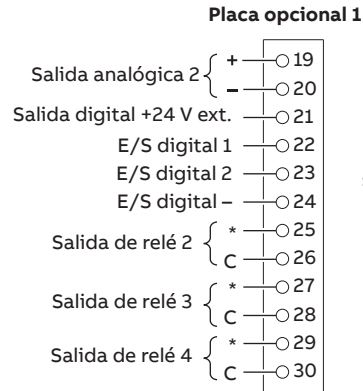 Placa opcional 1
+ 19
Salida analógica 2
– 20
Salida digital +24 V ext. 21
E/S digital 1 22
E/S digital 2 23
E/S digital – 24
* 25
Salida de relé 2
C 26
* 27
Salida de relé 3
C 28
* 29
Salida de relé 4
C 30